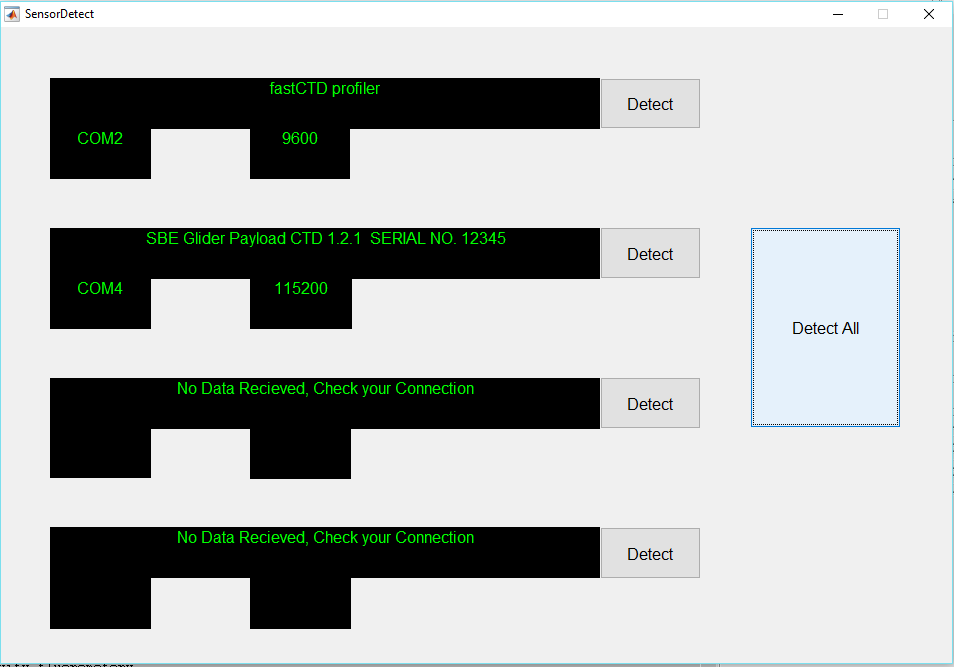 SensorDetect
fastCTD profiler
Detect
COM2
9600
SBE Glider Payload CTD 1.2.1  SERIAL NO. 12345
Detect
COM4
115200
Detect All
No Data Recieved, Check your Connection
Detect
No Data Recieved, Check your Connection
Detect